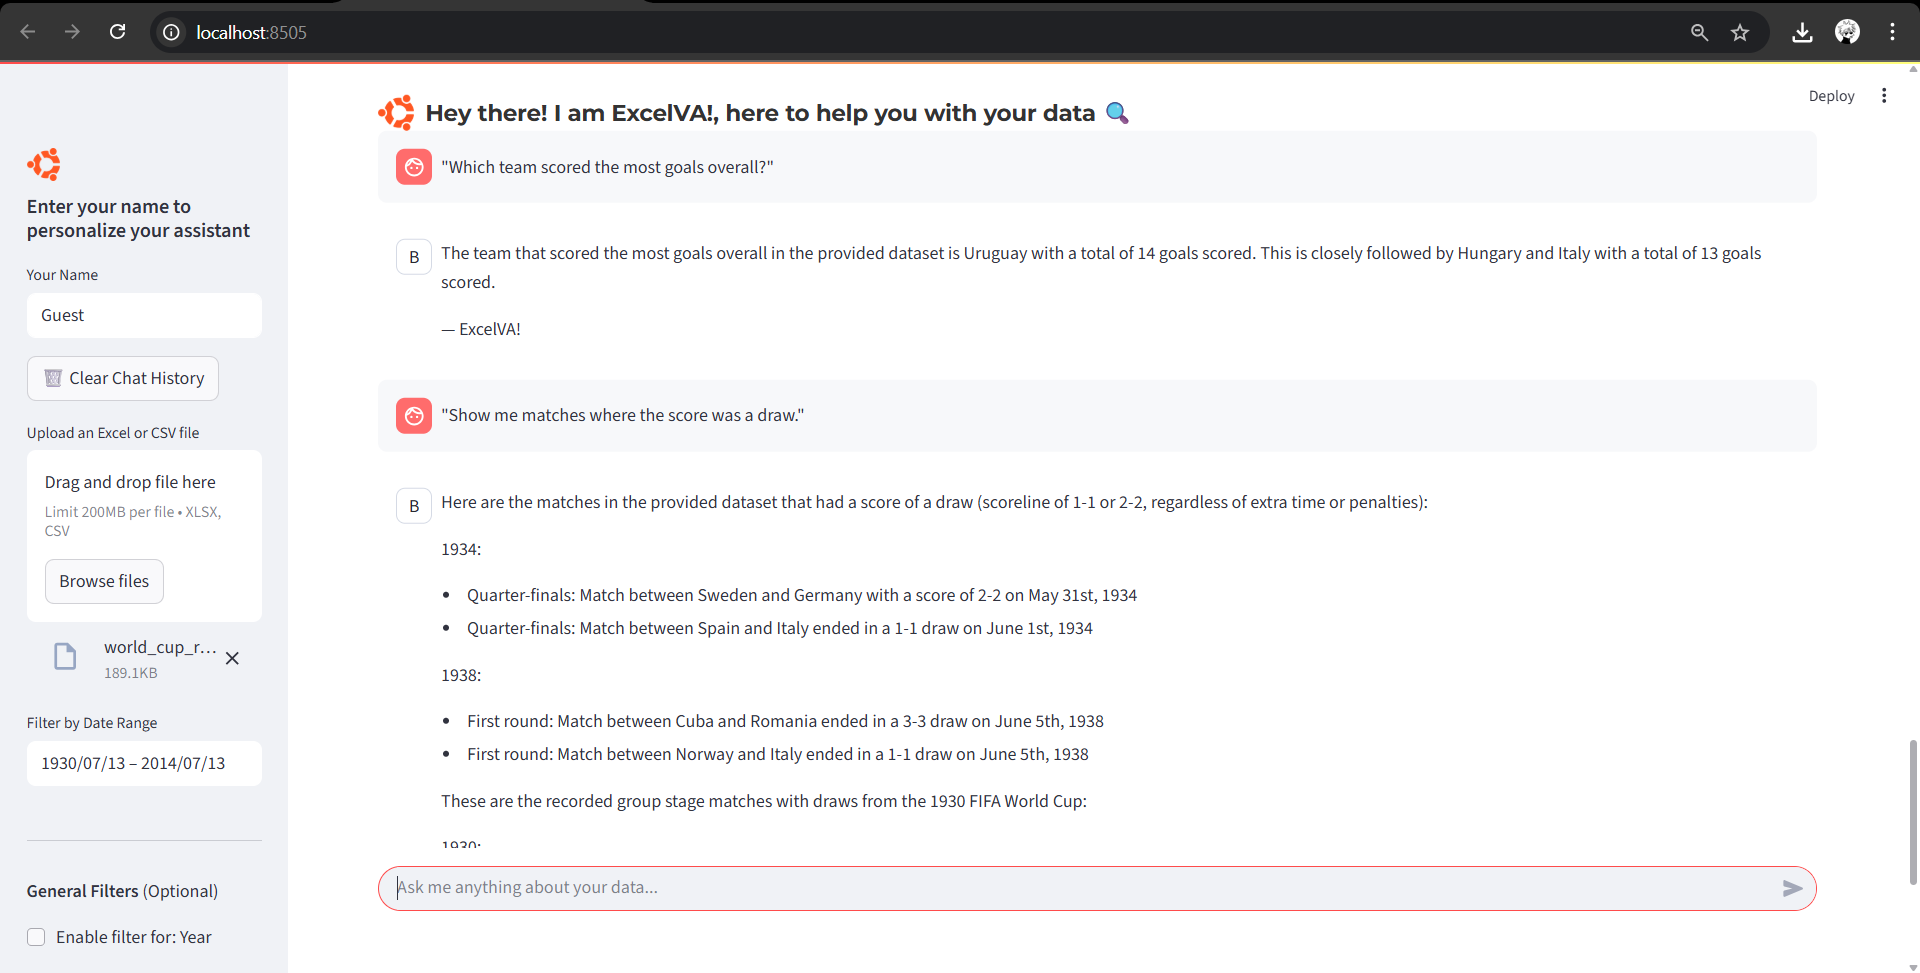 localhost:8505
Deploy
Enter your name to
personalize your assistant
Your Name
Guest
Clear Chat History
Upload an Excel or CSV file
Drag and drop file here
Limit 200MB per file • XLSX,
CSV
Browse files
world_cup_r...
189.1KB
Filter by Date Range
1930/07/13 – 2014/07/13
General Filters (Optional)
Enable filter for: Year
Hey there! I am ExcelVA!, here to help you with your data
"Which team scored the most goals overall?"
B
The team that scored the most goals overall in the provided dataset is Uruguay with a total of 14 goals scored. This is closely followed by Hungary and Italy with a total of 13 goals
scored.
— ExcelVA!
"Show me matches where the score was a draw."
B
Here are the matches in the provided dataset that had a score of a draw (scoreline of 1-1 or 2-2, regardless of extra time or penalties):
1934:
• Quarter-finals: Match between Sweden and Germany with a score of 2-2 on May 31st, 1934
• Quarter-finals: Match between Spain and Italy ended in a 1-1 draw on June 1st, 1934
1938:
• First round: Match between Cuba and Romania ended in a 3-3 draw on June 5th, 1938
• First round: Match between Norway and Italy ended in a 1-1 draw on June 5th, 1938
These are the recorded group stage matches with draws from the 1930 FIFA World Cup:
1930:
Ask me anything about your data...